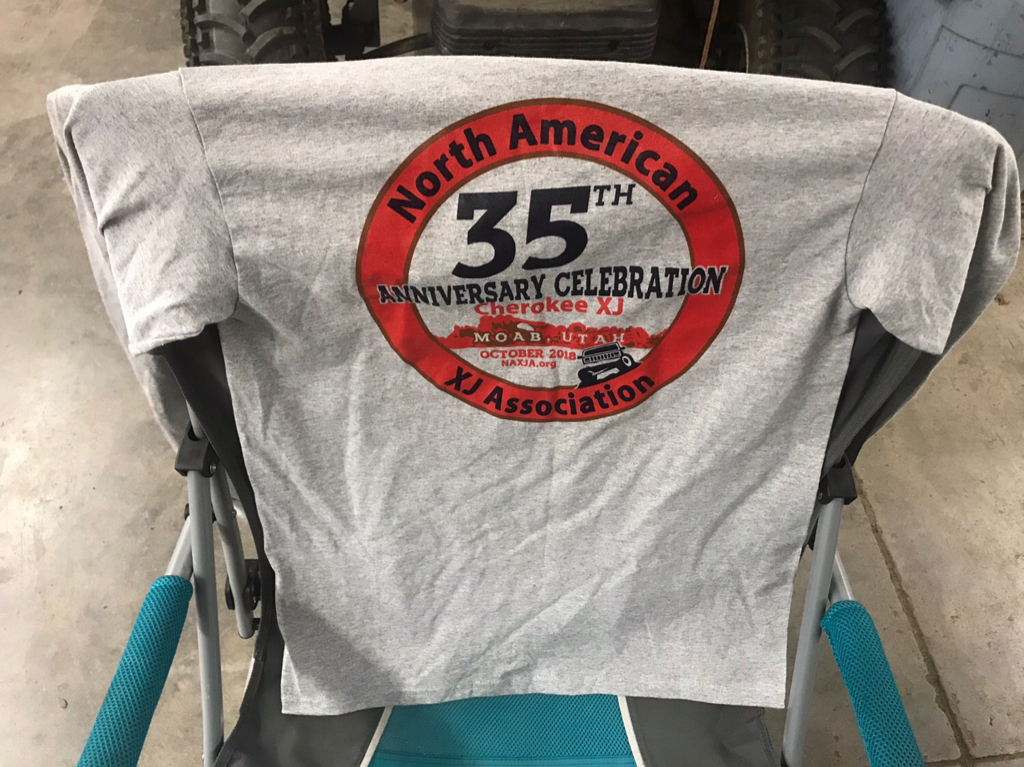 North American
35TH
ANNIVERSARY CELEBRATION
Cherokee XJ
MOAB, UTAH
OCTOBER 2018
NAXJA.org
XJ Association